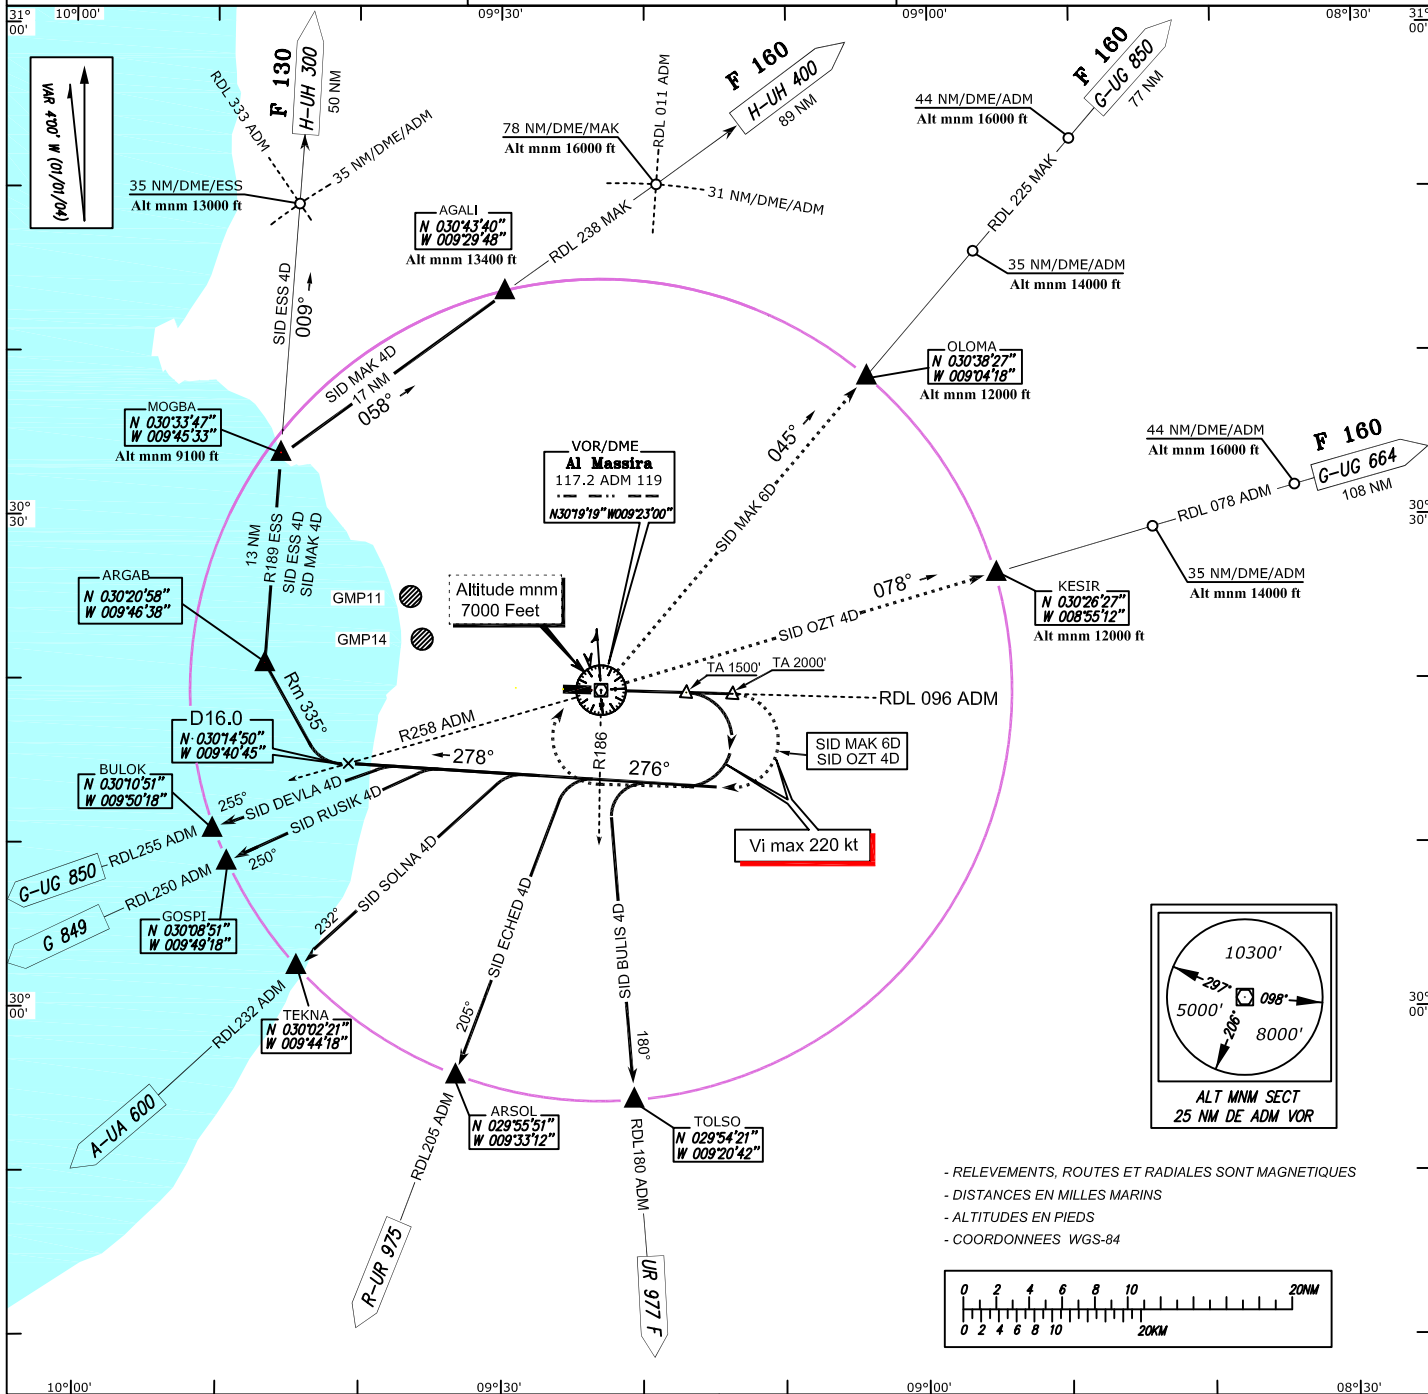 31°
00'
10°00'
09°30'
09°00'
08°30'
31°
00'
VAR 4°00' W (01/01/04)
RDL 333 ADM
F 130
H-UH 300
50 NM
35 NM/DME/ADM
35 NM/DME/ESS
Alt mnm 13000 ft
SID ESS 4D
009°
78 NM/DME/MAK
Alt mnm 16000 ft
RDL 011 ADM
31 NM/DME/ADM
F 160
H-UH 400
89 NM
RDL 238 MAK
AGALI
N 030°43'40"
W 009°29'48"
Alt mnm 13400 ft
F 160
G-UG 850
77 NM
44 NM/DME/ADM
Alt mnm 16000 ft
RDL 225 MAK
35 NM/DME/ADM
Alt mnm 14000 ft
OLOMA
N 030°38'27"
W 009°04'18"
Alt mnm 12000 ft
SID MAK 4D
17 NM
058°
MOGBA
N 030°33'47"
W 009°45'33"
Alt mnm 9100 ft
VOR/DME
Al Massira
117.2 ADM 119
N30°19'19" W009°23'00"
045°
SID MAK 6D
44 NM/DME/ADM
Alt mnm 16000 ft
F 160
G-UG 664
108 NM
RDL 078 ADM
35 NM/DME/ADM
Alt mnm 14000 ft
30°
30'
30°
30'
13 NM
R189 ESS
SID ESS 4D
SID MAK 4D
ARGAB
N 030°20'58"
W 009°46'38"
GMP11
GMP14
Altitude mnm
7000 Feet
078°
SID OZT 4D
KESIR
N 030°26'27"
W 008°55'12"
Alt mnm 12000 ft
TA 1500'
TA 2000'
RDL 096 ADM
Rm 335°
D16.0
N 030°14'50"
W 009°40'45"
R258 ADM
278°
276°
R186
SID MAK 6D
SID OZT 4D
Vi max 220 kt
BULOK
N 030°10'51"
W 009°50'18"
255°
SID DEVLA 4D
SID RUSIK 4D
250°
RDL255 ADM
G-UG 850
RDL250 ADM
G 849
GOSPI
N 030°08'51"
W 009°49'18"
SID SOLNA 4D
232°
SID ECHED 4D
205°
SID BULIS 4D
180°
30°
00'
30°
00'
TEKNA
N 030°02'21"
W 009°44'18"
RDL232 ADM
A-UA 600
ARSOL
N 029°55'51"
W 009°33'12"
RDL205 ADM
R-UR 975
TOLSO
N 029°54'21"
W 009°20'42"
RDL180 ADM
UR 977 F
10300'
297°
098°
5000'
206°
8000'
ALT MNM SECT
25 NM DE ADM VOR
- RELEVEMENTS, ROUTES ET RADIALES SONT MAGNETIQUES
- DISTANCES EN MILLES MARINS
- ALTITUDES EN PIEDS
- COORDONNEES WGS-84
0 2 4 6 8 10 20NM
0 2 4 6 8 10 20KM
10°00'
09°30'
09°00'
08°30'